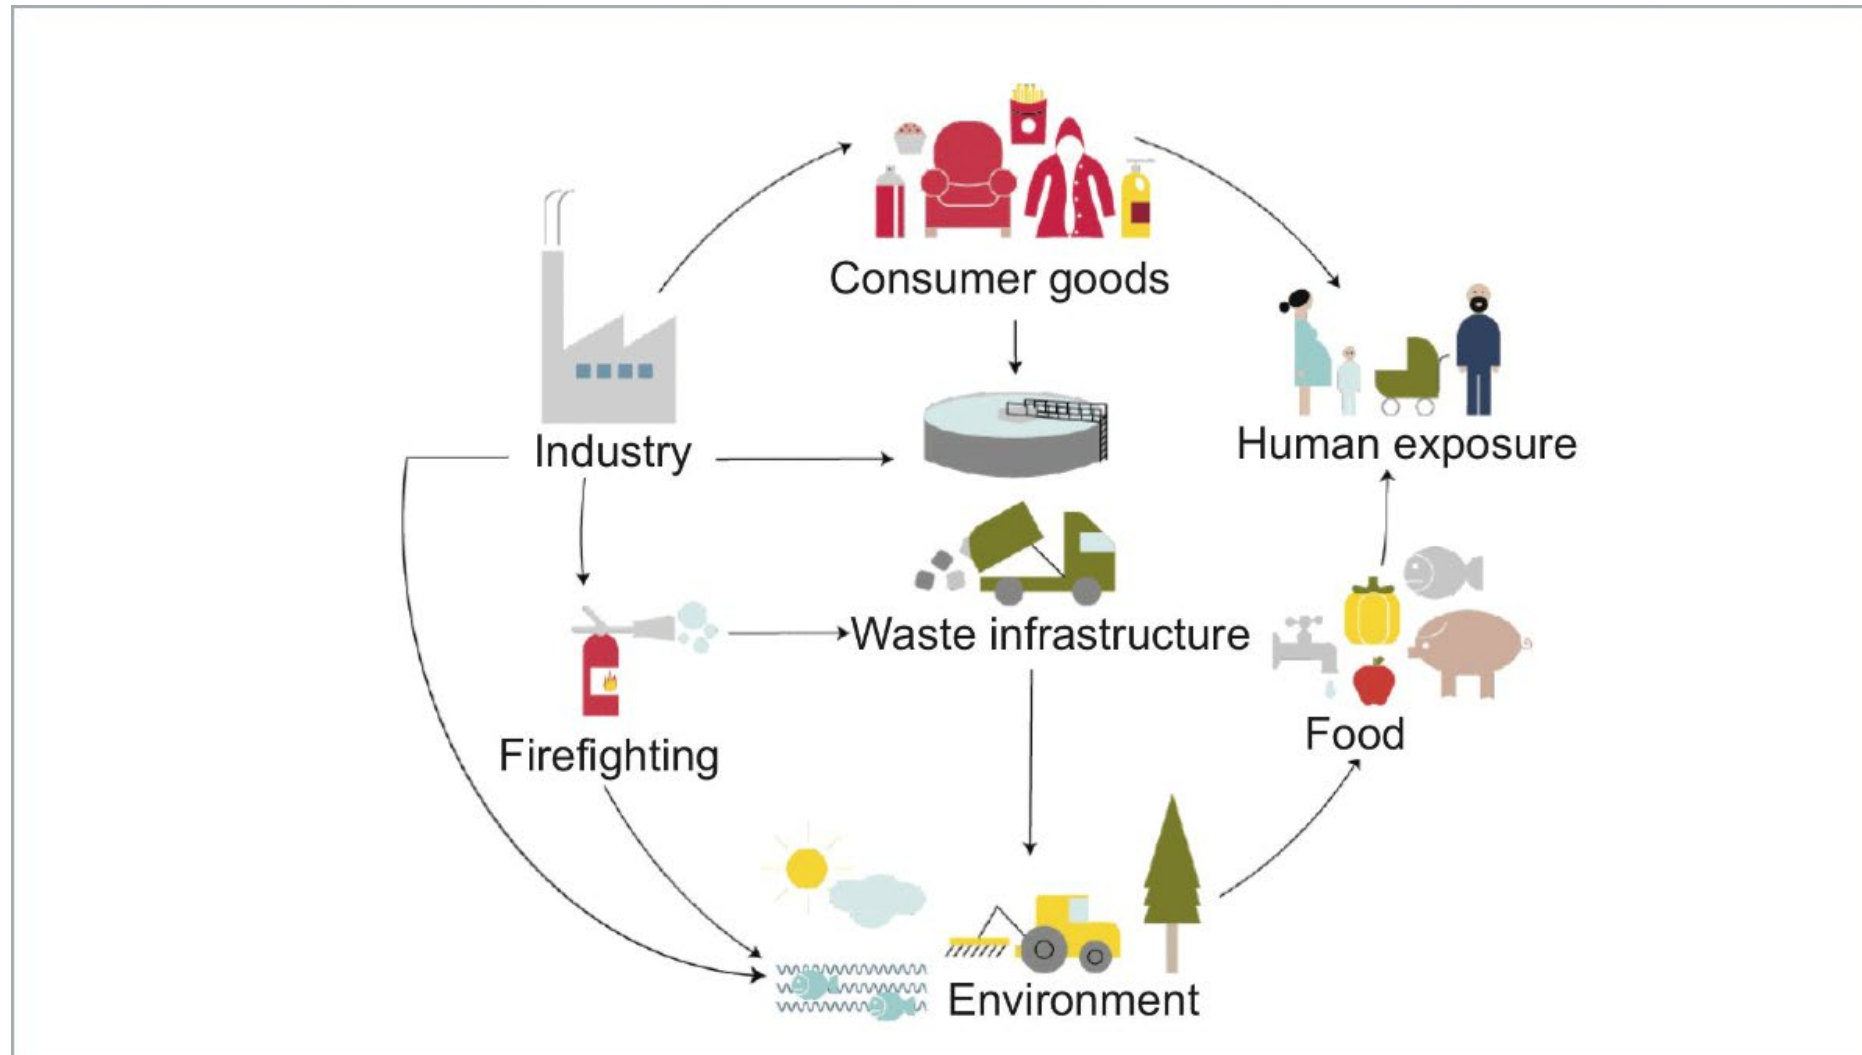 Consumer goods
Industry
Human exposure
Waste infrastructure
Firefighting
Food
Environment